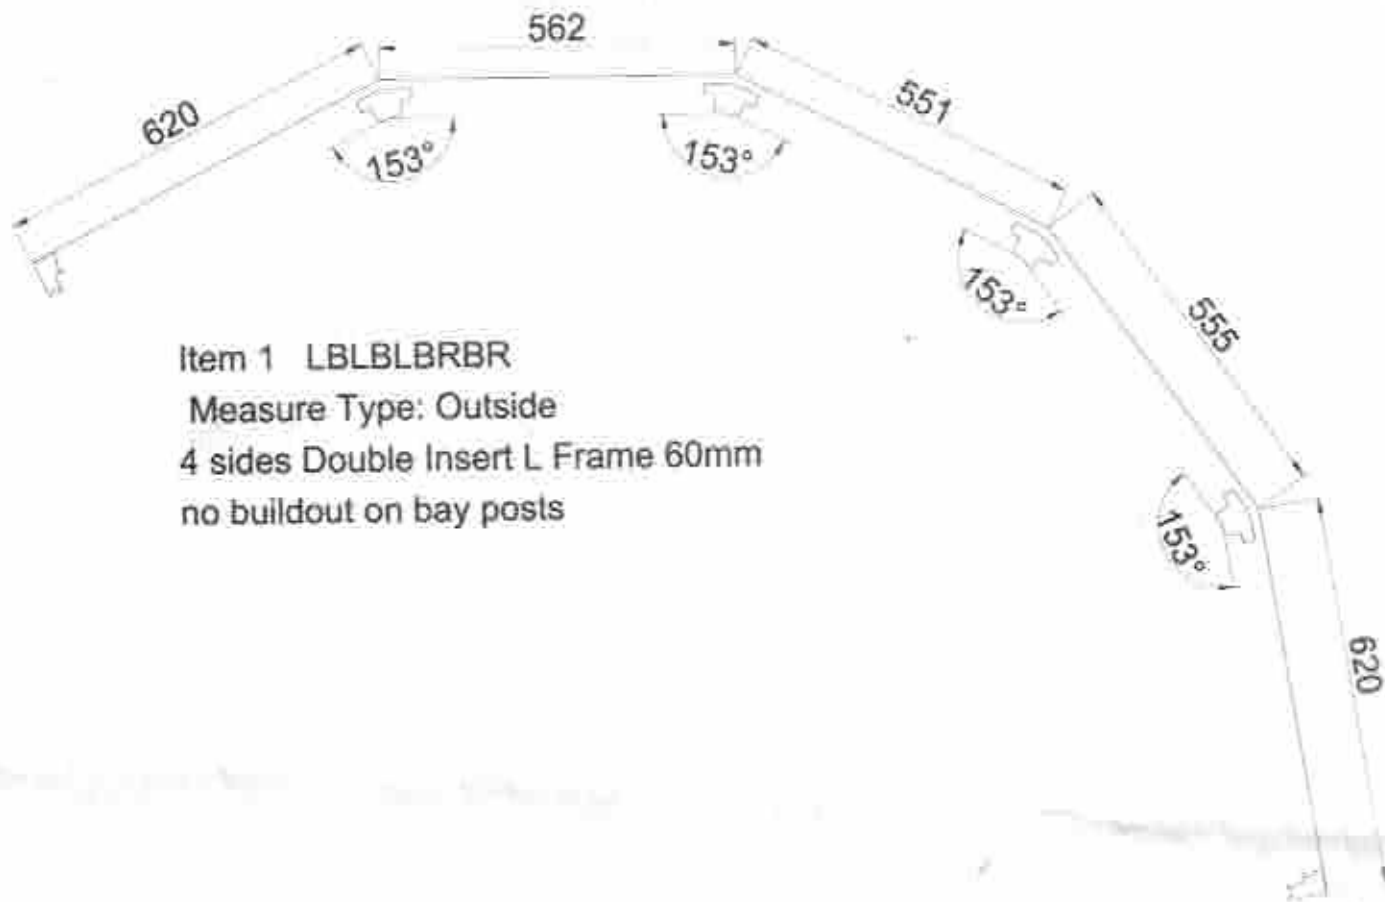 562
620
551
153°
153°
153°
555
Item 1 LBLBLBRBR
Measure Type: Outside
4 sides Double Insert L Frame 60mm
no buildout on bay posts
153°
620